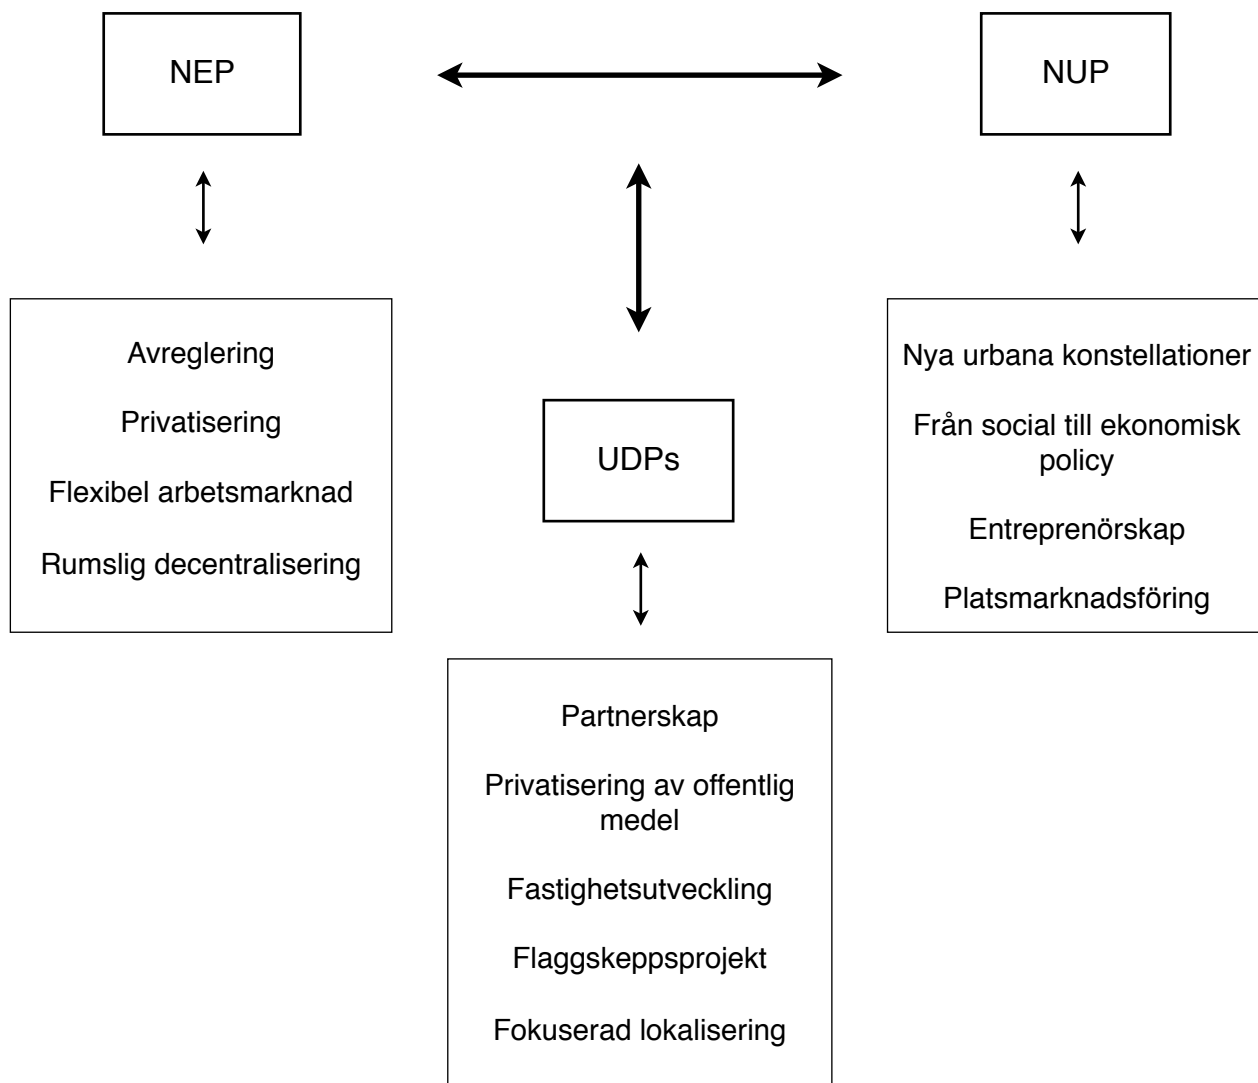 NEP
NUP
Avreglering
Privatisering
Flexibel arbetsmarknad
Rumslig decentralisering
UDPs
Nya urbana konstellationer
Från social till ekonomisk
policy
Entreprenörskap
Platsmarknadsföring
Partnerskap
Privatisering av offentlig
medel
Fastighetsutveckling
Flaggskeppsprojekt
Fokuserad lokalisering